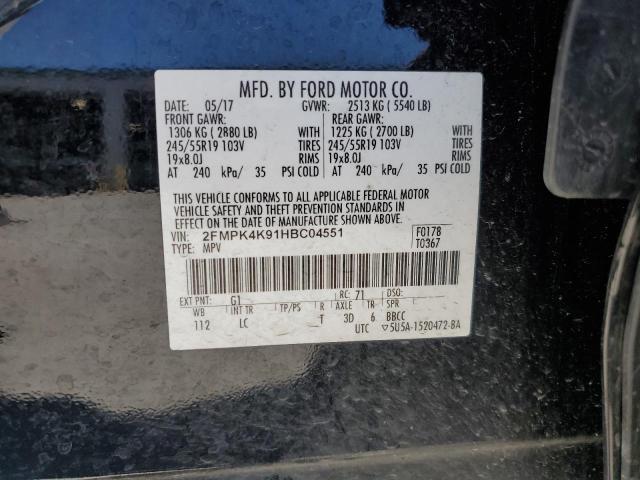 MFD. BY FORD MOTOR CO.
DATE: 05/17 GVWR: 2513 KG ( 5540 LB)
FRONT GAWR: REAR GAWR:
1306 KG ( 2880 LB) WITH 1225 KG ( 2700 LB) WITH
245/55R19 103V TIRES 245/55R19 103V TIRES
19x8.0J RIMS 19x8.0J RIMS
AT 240 kPa/ 35 PSI COLD AT 240 kPa/ 35 PSI COLD
THIS VEHICLE CONFORMS TO ALL APPLICABLE FEDERAL MOTOR
VEHICLE SAFETY AND THEFT PREVENTION STANDARDS IN
EFFECT ON THE DATE OF MANUFACTURE SHOWN ABOVE.
VIN: 2FMPK4K91HBC04551 F0178
TYPE: MPV T0367
EXT PNT: G1 RC: 71 DSO:
WB INT TR TP/PS R AXLE TR SPR
112 LC T 3D 6 BBCC
UTC ▽5U5A-1520472-BA